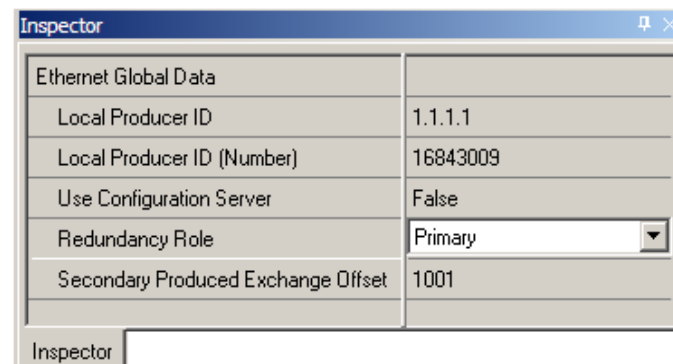 Inspector
Ethernet Global Data
Local Producer ID 1.1.1.1
Local Producer ID (Number) 16843009
Use Configuration Server False
Redundancy Role Primary
Secondary Produced Exchange Offset 1001
Inspector